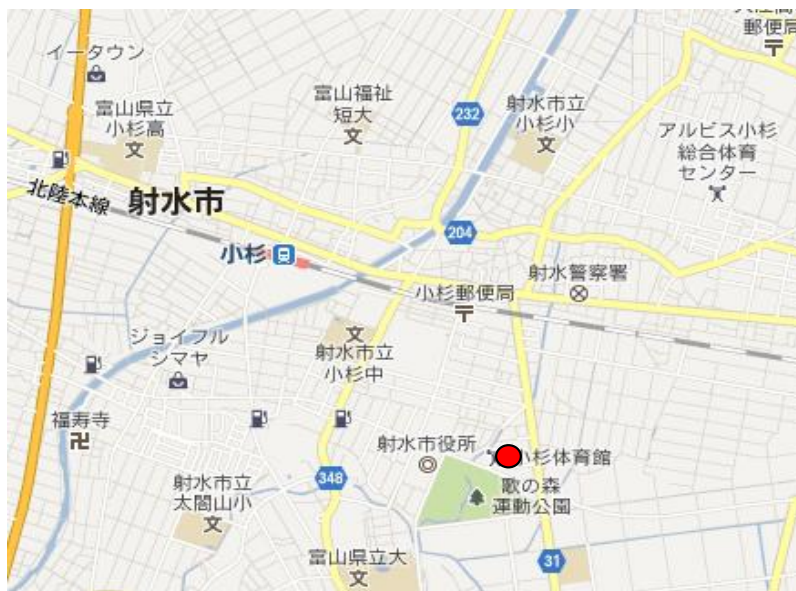 郵便局
イータウン
富山県立
小杉高
富山福祉
短大
232
射水市立
小杉小
アルビス小杉
総合体育
センター
北陸本線
射水市
204
小杉
射水警察署
小杉郵便局
ジョイフル
シマヤ
射水市立
小杉中
福寿寺
射水市役所
小杉体育館
348
歌の森
運動公園
射水市立
太閤山小
富山県立大
31